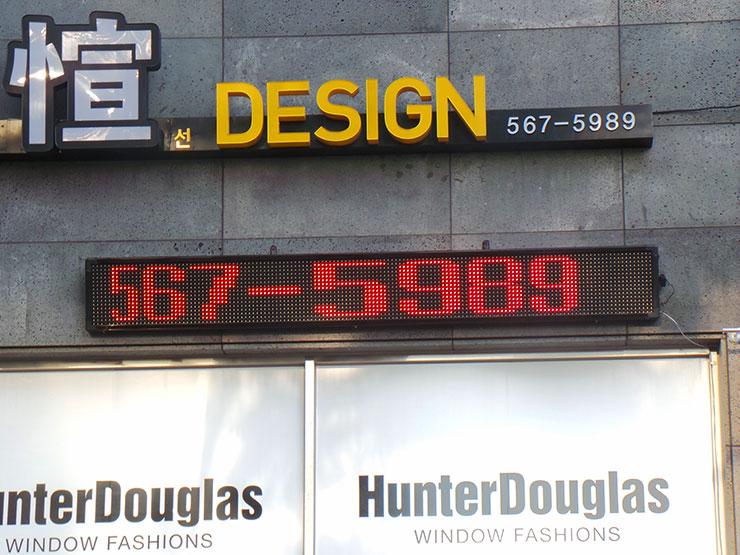 愃 선 DESIGN 567-5989
567-5989
nterDouglas
WINDOW FASHIONS
HunterDouglas
WINDOW FASHIONS